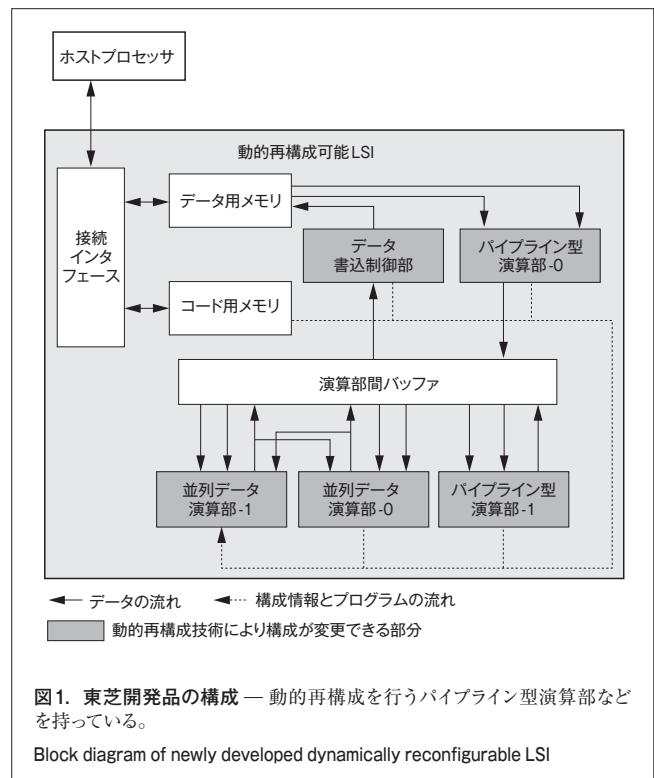 ホストプロセッサ
動的再構成可能LSI
接続
インタ
フェース
データ用メモリ
コード用メモリ
データ
書込制御部
パイプライン型
演算部-0
演算部間バッファ
並列データ
演算部-1
並列データ
演算部-0
パイプライン型
演算部-1
データの流れ
構成情報とプログラムの流れ
動的再構成技術により構成が変更できる部分
図1. 東芝開発品の構成 — 動的再構成を行うパイプライン型演算部など
を持っている。
Block diagram of newly developed dynamically reconfigurable LSI